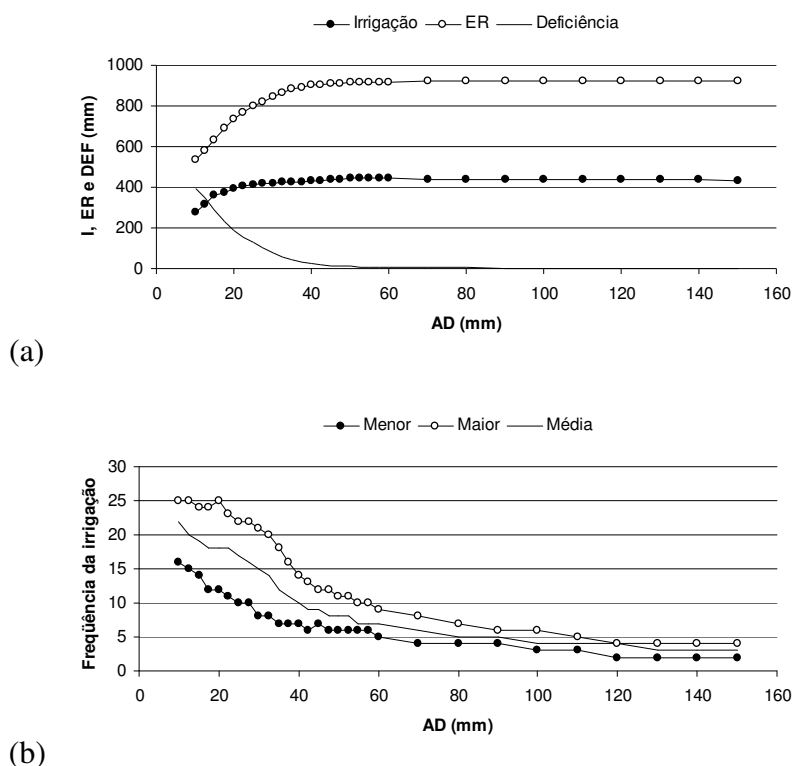 Irrigação ER Deficiência
1000
800
600
400
200
0
I, ER e DEF (mm)
0 20 40 60 80 100 120 140 160
AD (mm)
(a)
Menor Maior Média
30
25
20
15
10
5
0
Freqüência da irrigação
0 20 40 60 80 100 120 140 160
AD (mm)
(b)